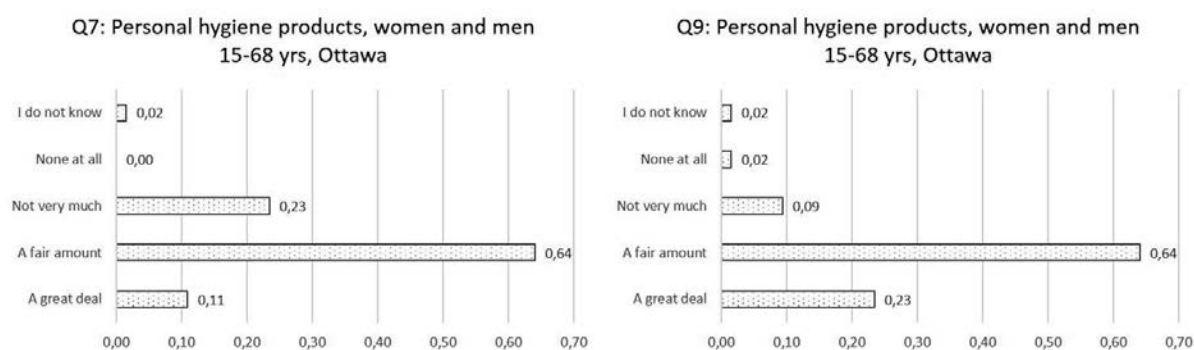 Q7: Personal hygiene products, women and men
15-68 yrs, Ottawa
I do not know
0,02
None at all
0,00
Not very much
0,23
A fair amount
0,64
A great deal
0,11
0,00 0,10 0,20 0,30 0,40 0,50 0,60 0,70
Q9: Personal hygiene products, women and men
15-68 yrs, Ottawa
I do not know
0,02
None at all
0,02
Not very much
0,09
A fair amount
0,64
A great deal
0,23
0,00 0,10 0,20 0,30 0,40 0,50 0,60 0,70